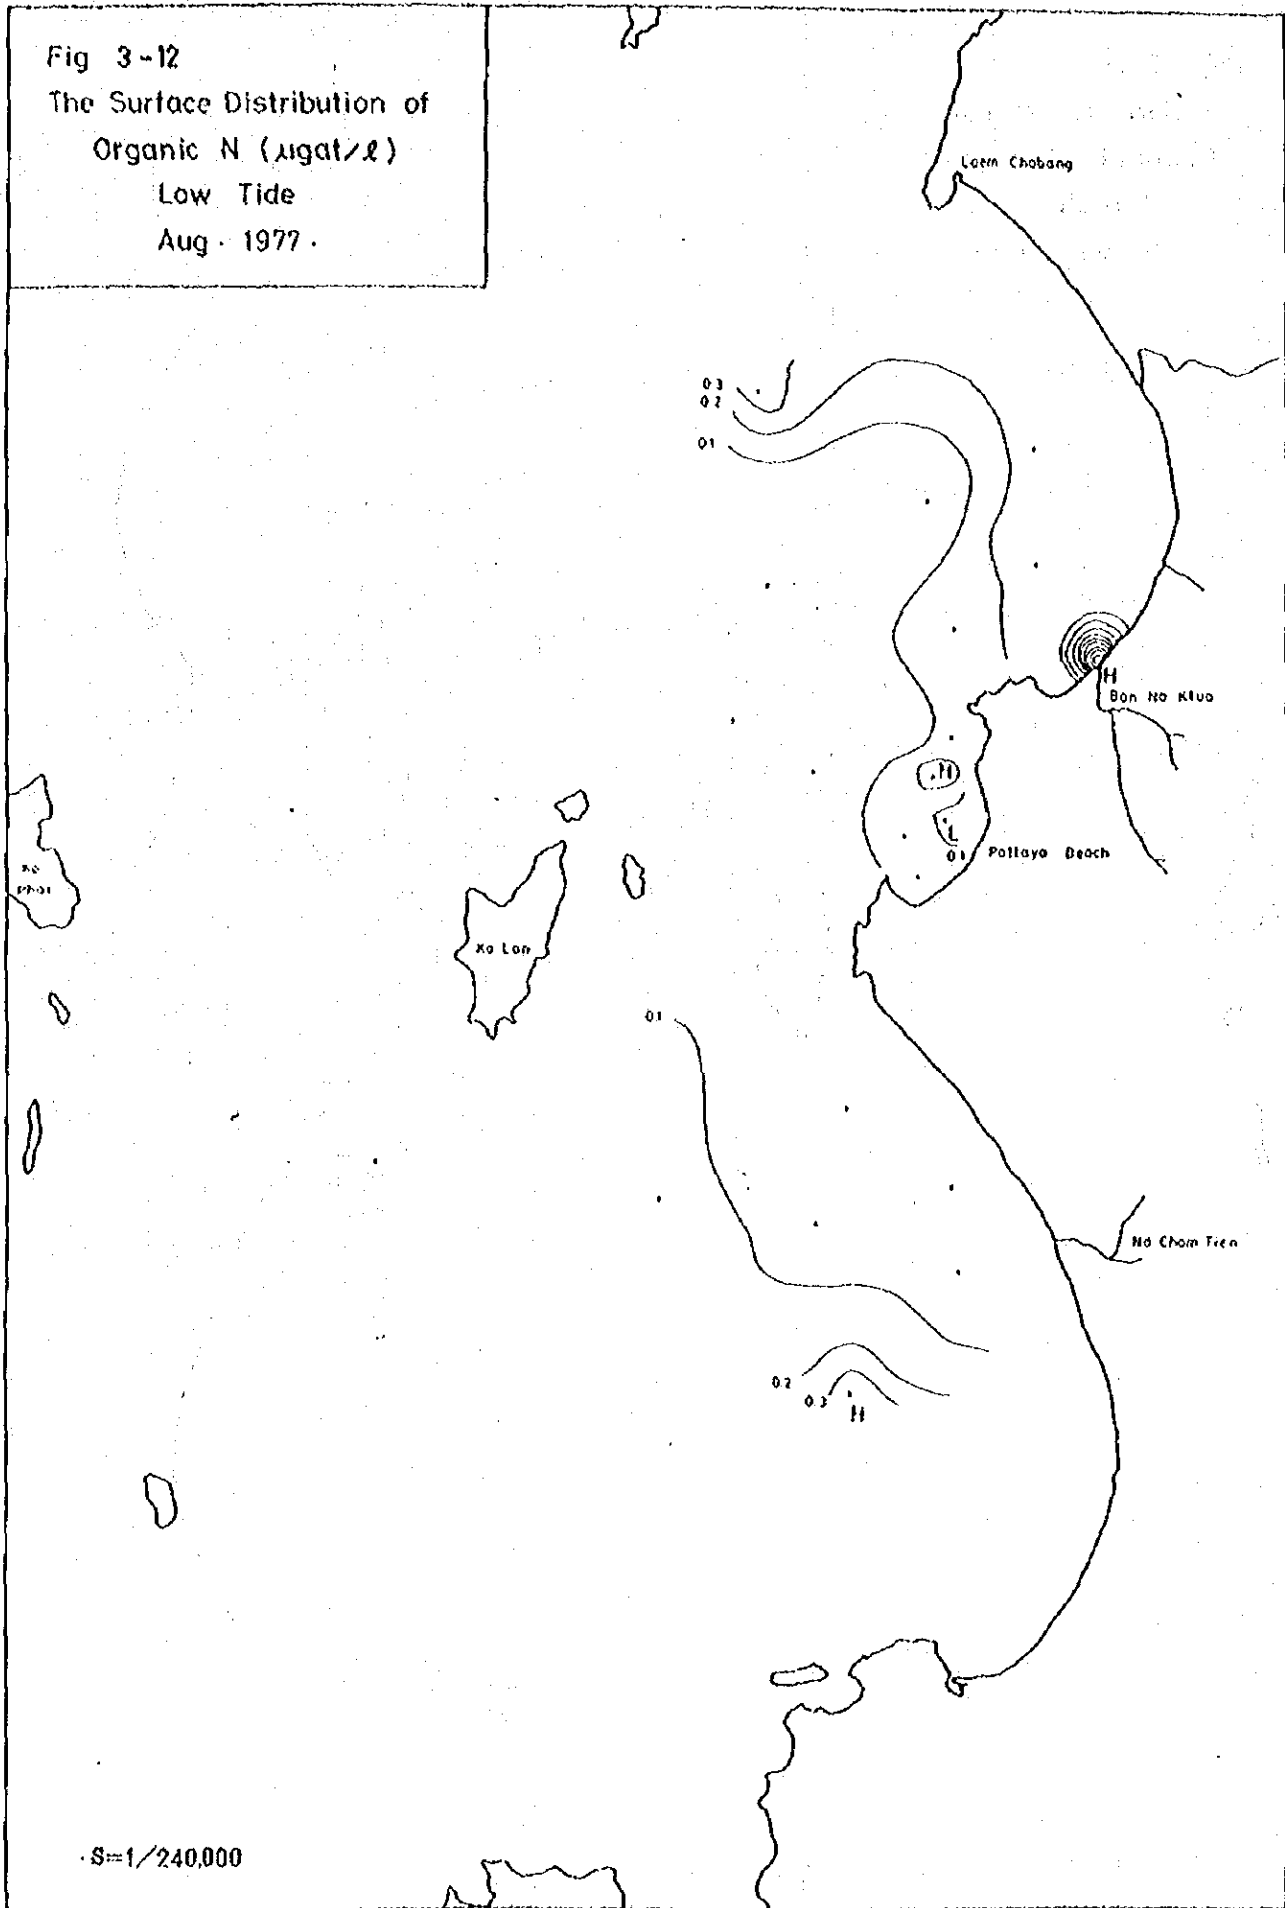 Fig 3-12
The Surface Distribution of
Organic N (µgat/ℓ)
Low Tide
Aug. 1977.
Laem Chabang
0.3
0.2
0.1
H
Ban Na Klua
H
L
0.1
Pattaya Beach
Ko
Phai
Ko Lan
0.1
Na Chom Tien
0.2
0.3
H
S=1/240,000